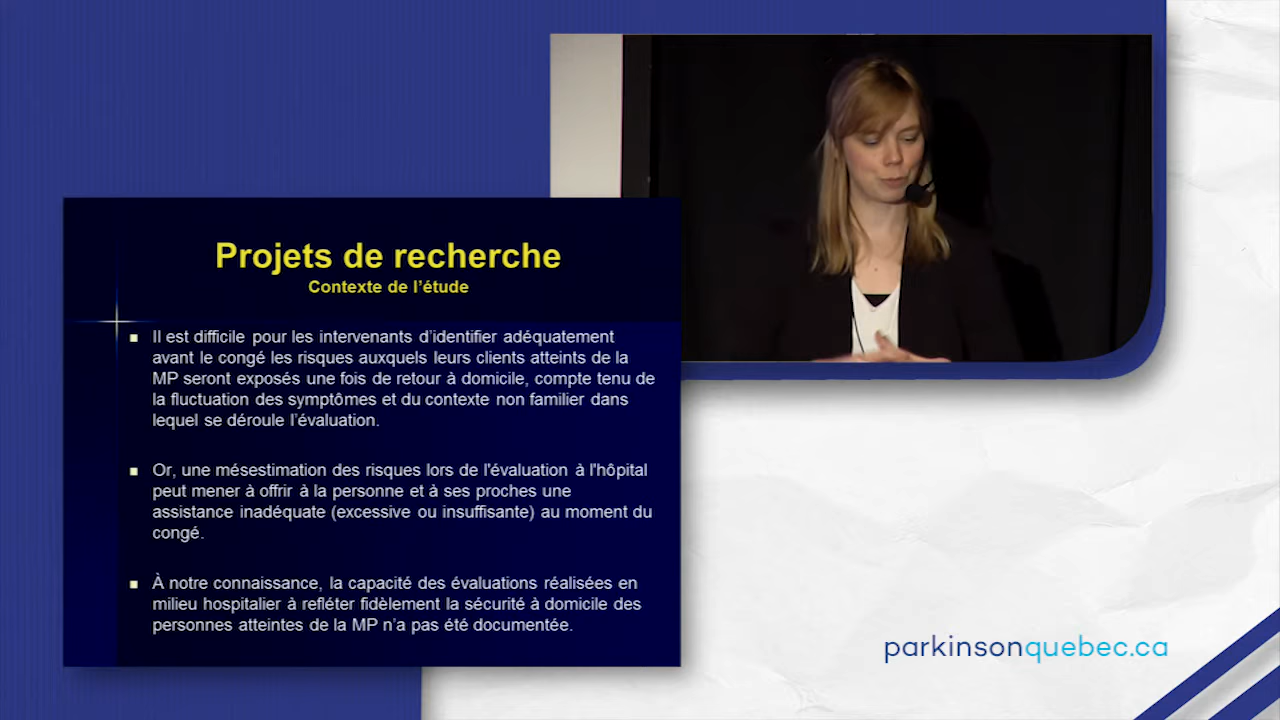 Projets de recherche
Contexte de l'étude
Il est difficile pour les intervenants d'identifier adéquatement
avant le congé les risques auxquels leurs clients atteints de la
MP seront exposés une fois de retour à domicile, compte tenu de
la fluctuation des symptômes et du contexte non familier dans
lequel se déroule l'évaluation.
Or, une mésestimation des risques lors de l'évaluation à l'hôpital
peut mener à offrir à la personne et à ses proches une
assistance inadéquate (excessive ou insuffisante) au moment du
congé.
À notre connaissance, la capacité des évaluations réalisées en
milieu hospitalier à refléter fidèlement la sécurité à domicile des
personnes atteintes de la MP n'a pas été documentée.
parkinsonquebec.ca